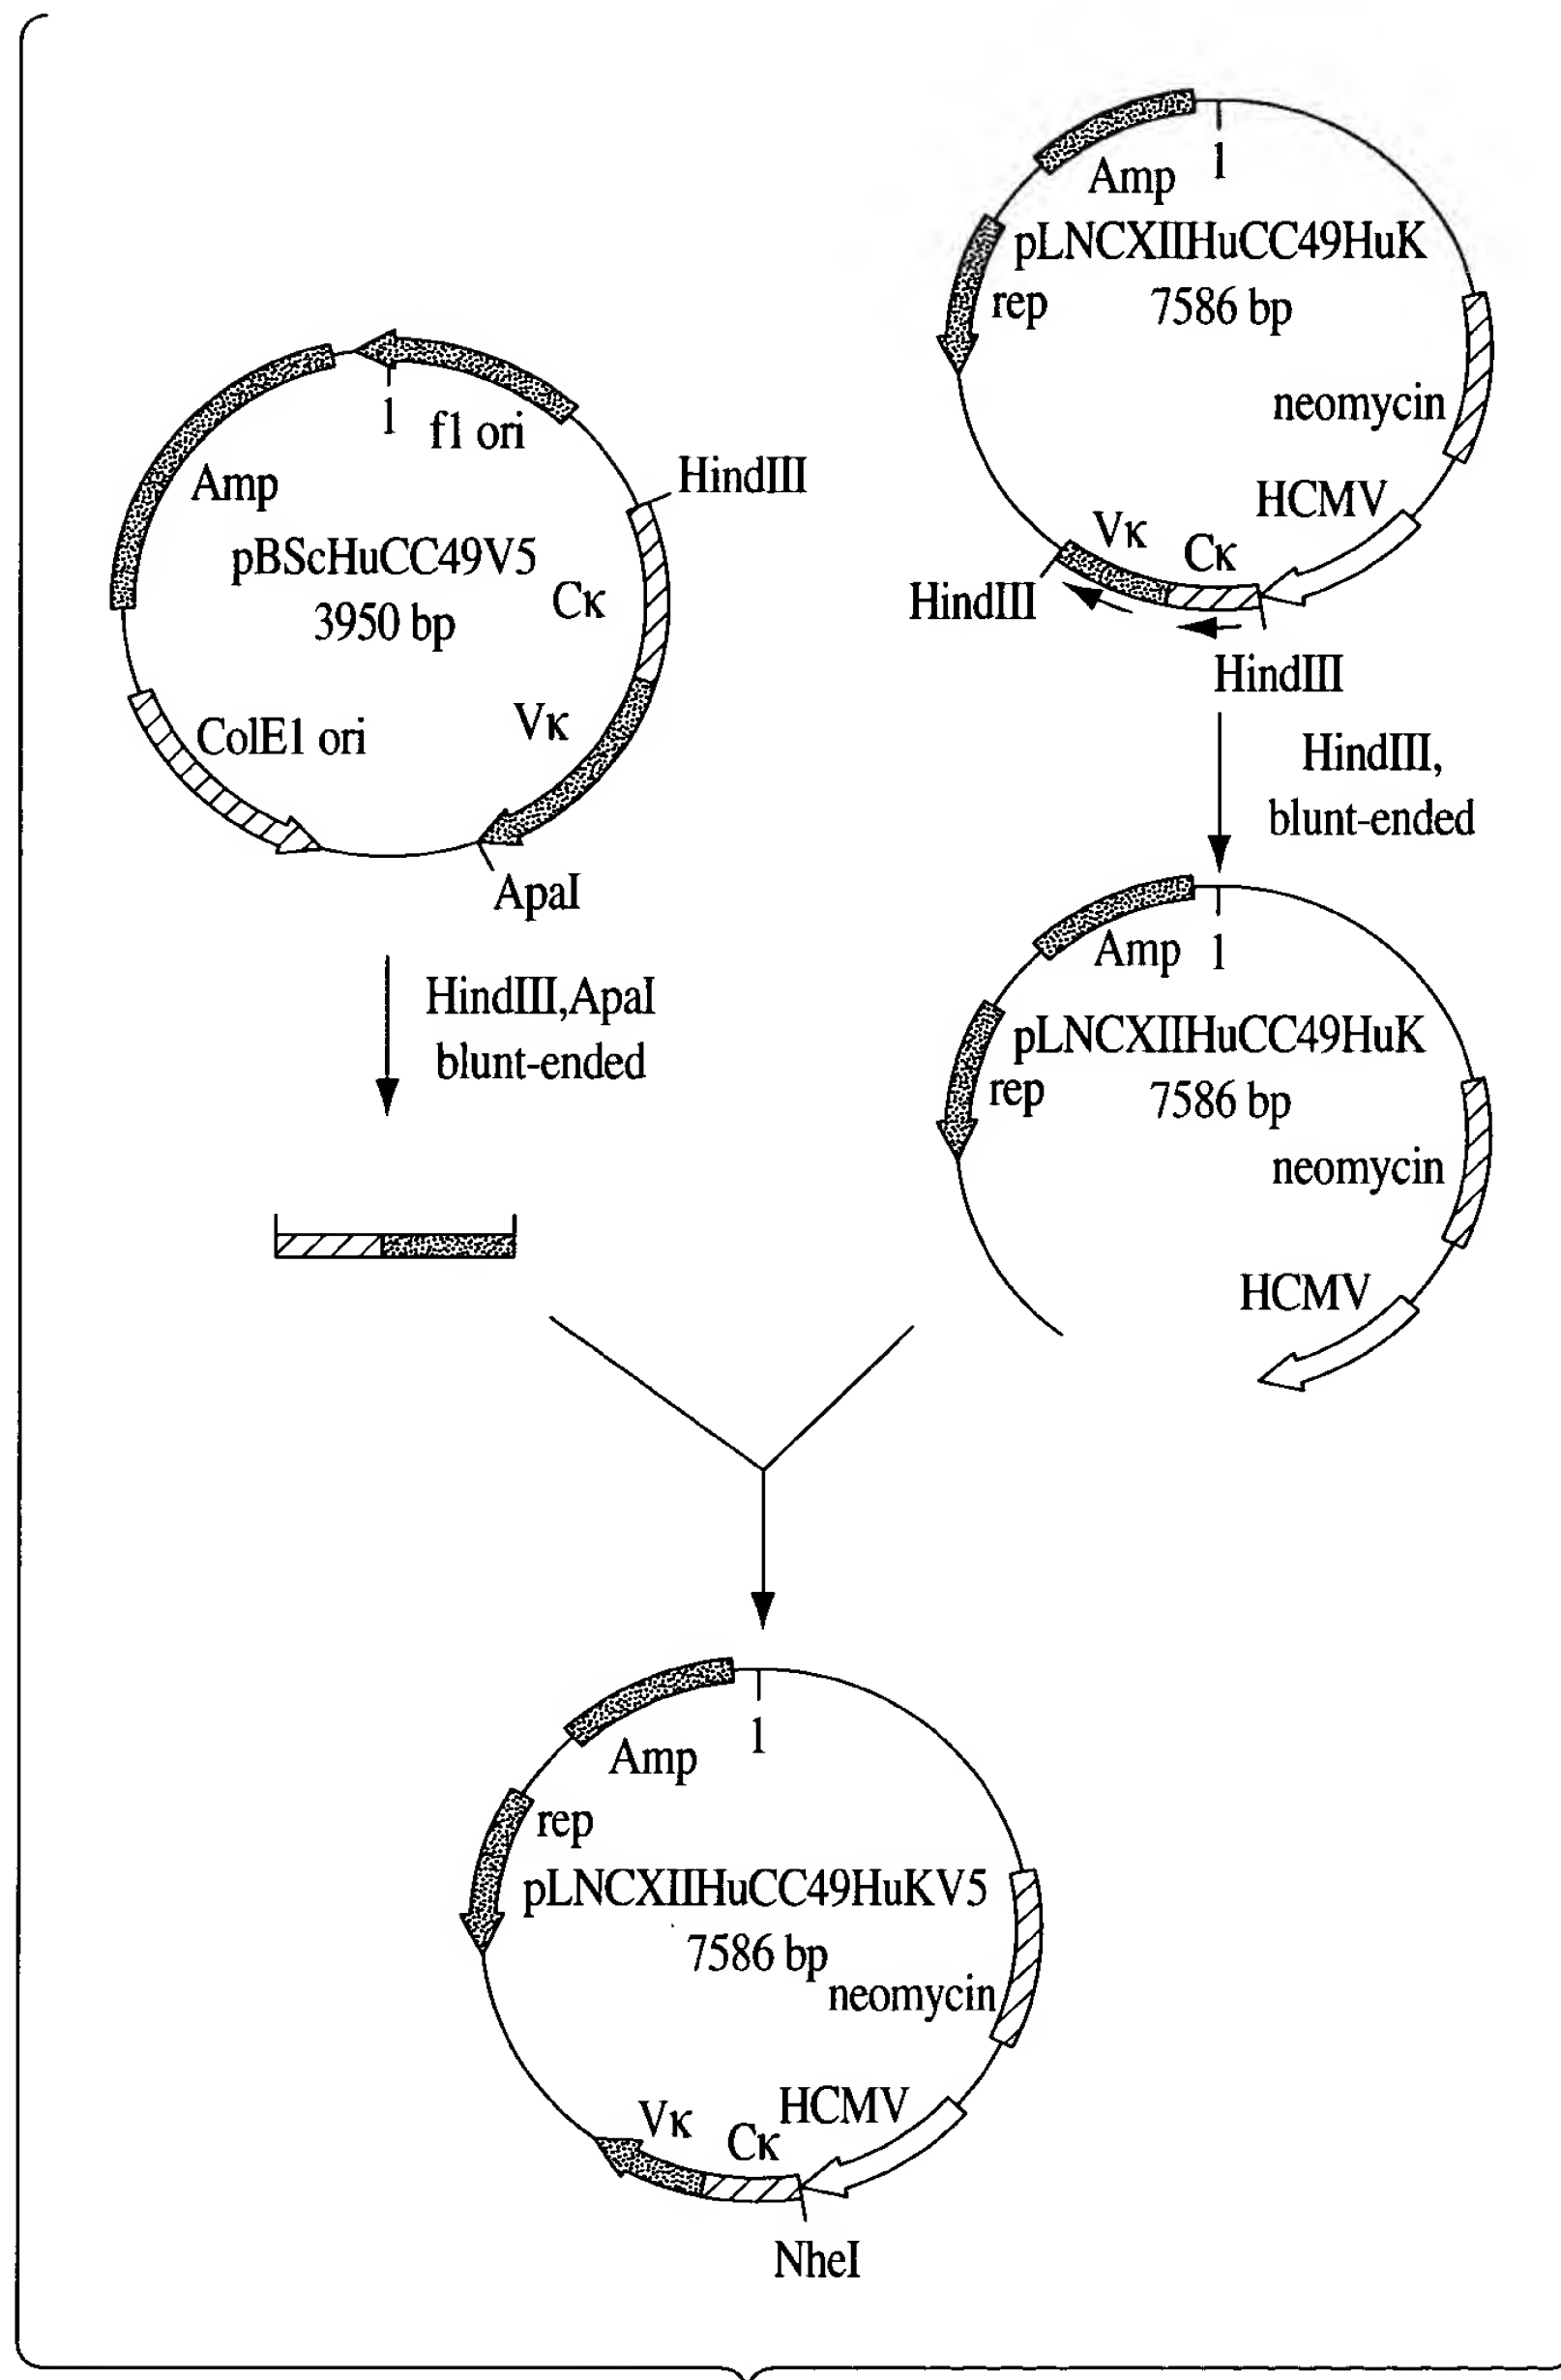 Amp
1
pLNCXIIHuCC49HuK
7586 bp
rep
neomycin
HCMV
Vκ
Cκ
HindIII
HindIII
HindIII,
blunt-ended
1
f1 ori
HindIII
Amp
pBScHuCC49V5
3950 bp
Cκ
Vκ
ColE1 ori
ApaI
HindIII,ApaI
blunt-ended
Amp
1
pLNCXIIHuCC49HuK
7586 bp
rep
neomycin
HCMV
1
Amp
rep
pLNCXIIHuCC49HuKV5
7586 bp
neomycin
HCMV
Vκ
Cκ
NheI